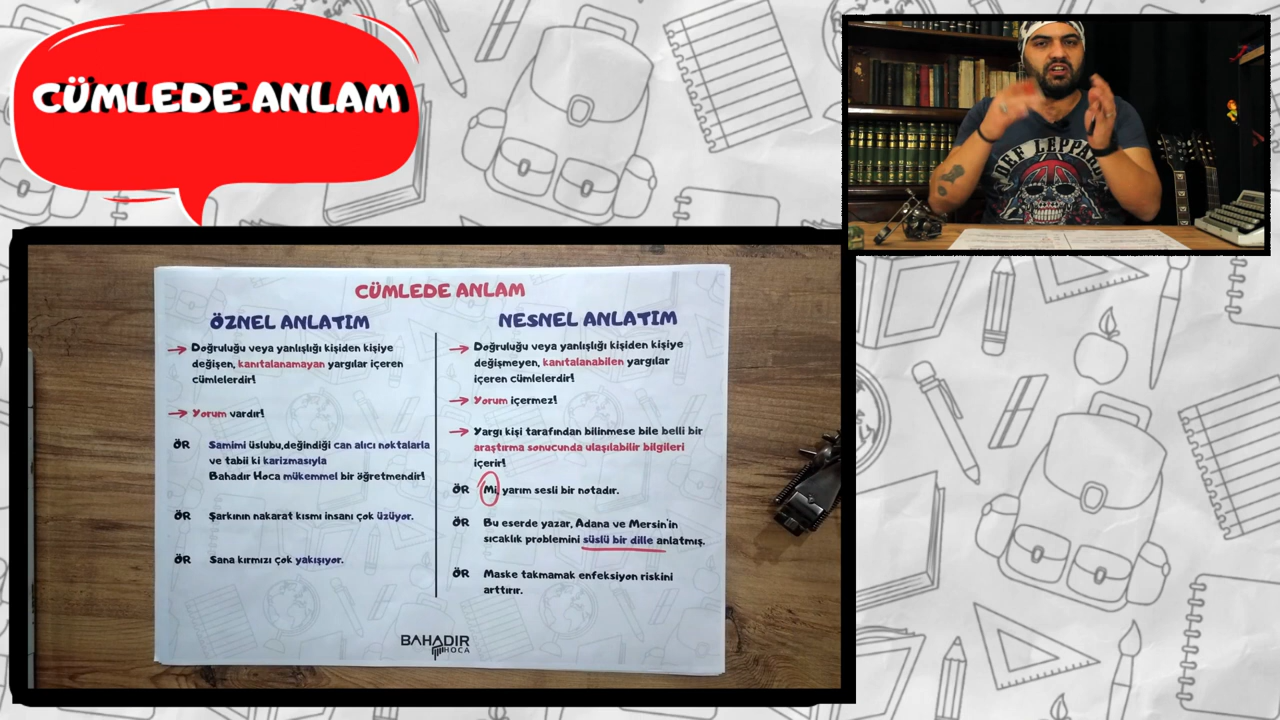 CÜMLEDE ANLAM
DEF LEPPARD
CÜMLEDE ANLAM
ÖZNEL ANLATIM
Doğruluğu veya yanlışlığı kişiden kişiye
değişen, kanıtalanamayan yargılar içeren
cümlelerdir!
Yorum vardır!
ÖR Samimi üslubu,değindiği can alıcı noktalarla
ve tabii ki karizmasıyla
Bahadır Hoca mükemmel bir öğretmendir!
ÖR Şarkının nakarat kısmı insanı çok üzüyor.
ÖR Sana kırmızı çok yakışıyor.
NESNEL ANLATIM
Doğruluğu veya yanlışlığı kişiden kişiye
değişmeyen, kanıtalanabilen yargılar
içeren cümlelerdir!
Yorum içermez!
Yargı kişi tarafından bilinmese bile belli bir
araştırma sonucunda ulaşılabilir bilgileri
içerir!
ÖR Mi, yarım sesli bir notadır.
ÖR Bu eserde yazar, Adana ve Mersin'in
sıcaklık problemini süslü bir dille anlatmış.
ÖR Maske takmamak enfeksiyon riskini
arttırır.
BAHADIR
HOCA